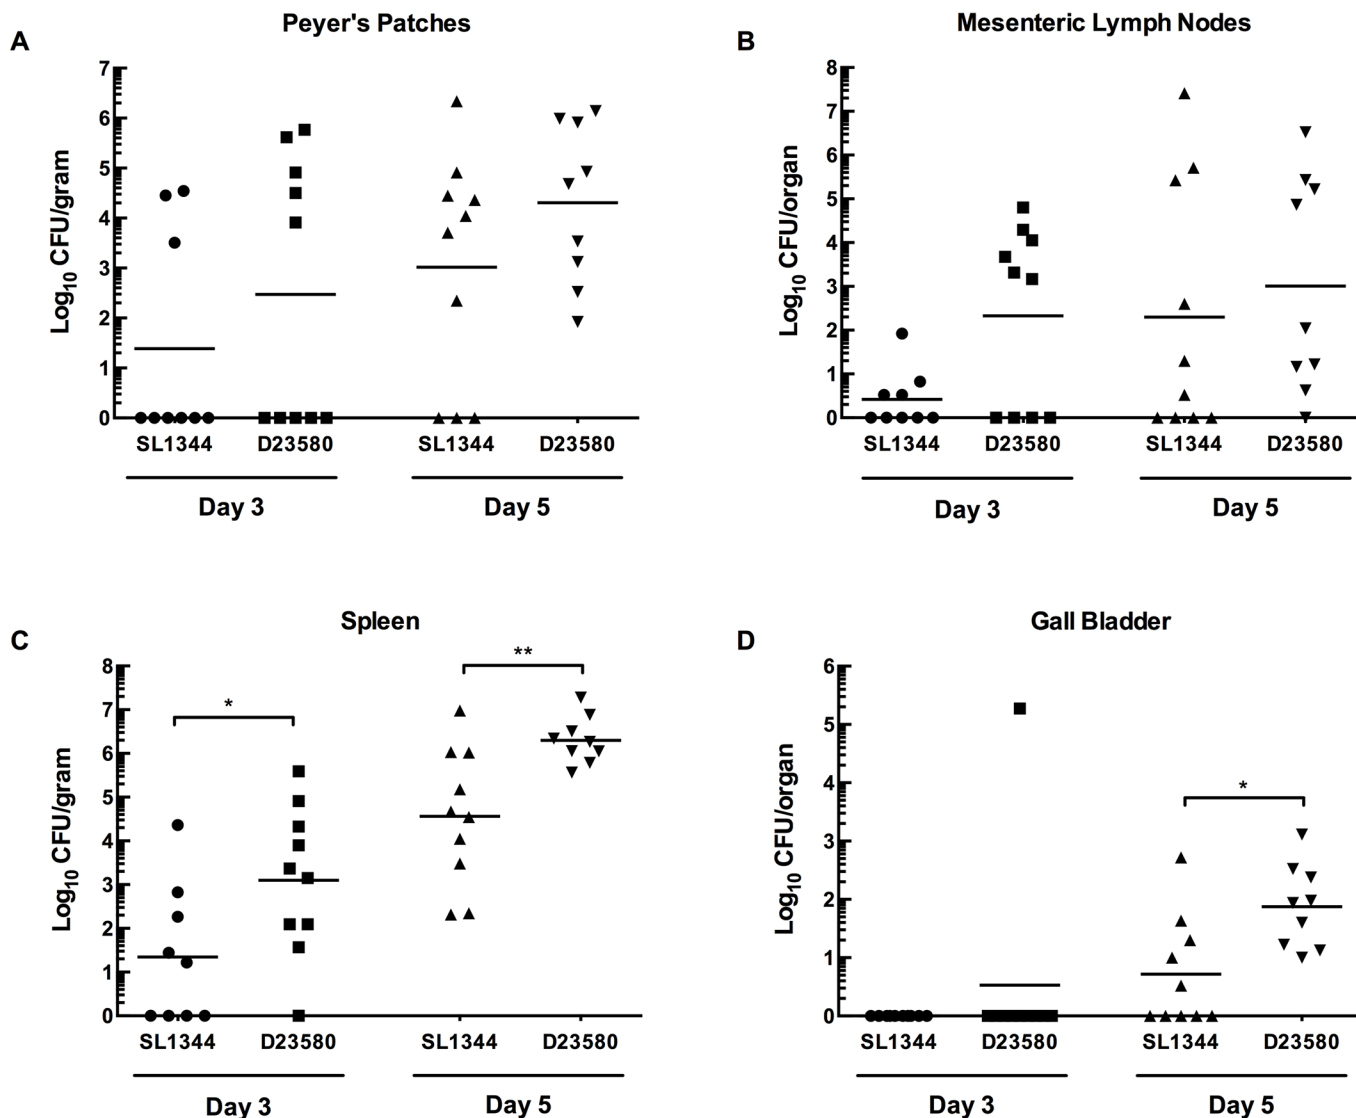 A
Peyer's Patches
Log10 CFU/gram
7
6
5
4
3
2
1
0
SL1344 D23580 SL1344 D23580
Day 3 Day 5
B
Mesenteric Lymph Nodes
Log10 CFU/organ
8
7
6
5
4
3
2
1
0
SL1344 D23580 SL1344 D23580
Day 3 Day 5
C
Spleen
Log10 CFU/gram
8
7
6
5
4
3
2
1
0
*
**
SL1344 D23580 SL1344 D23580
Day 3 Day 5
D
Gall Bladder
Log10 CFU/organ
6
5
4
3
2
1
0
*
SL1344 D23580 SL1344 D23580
Day 3 Day 5